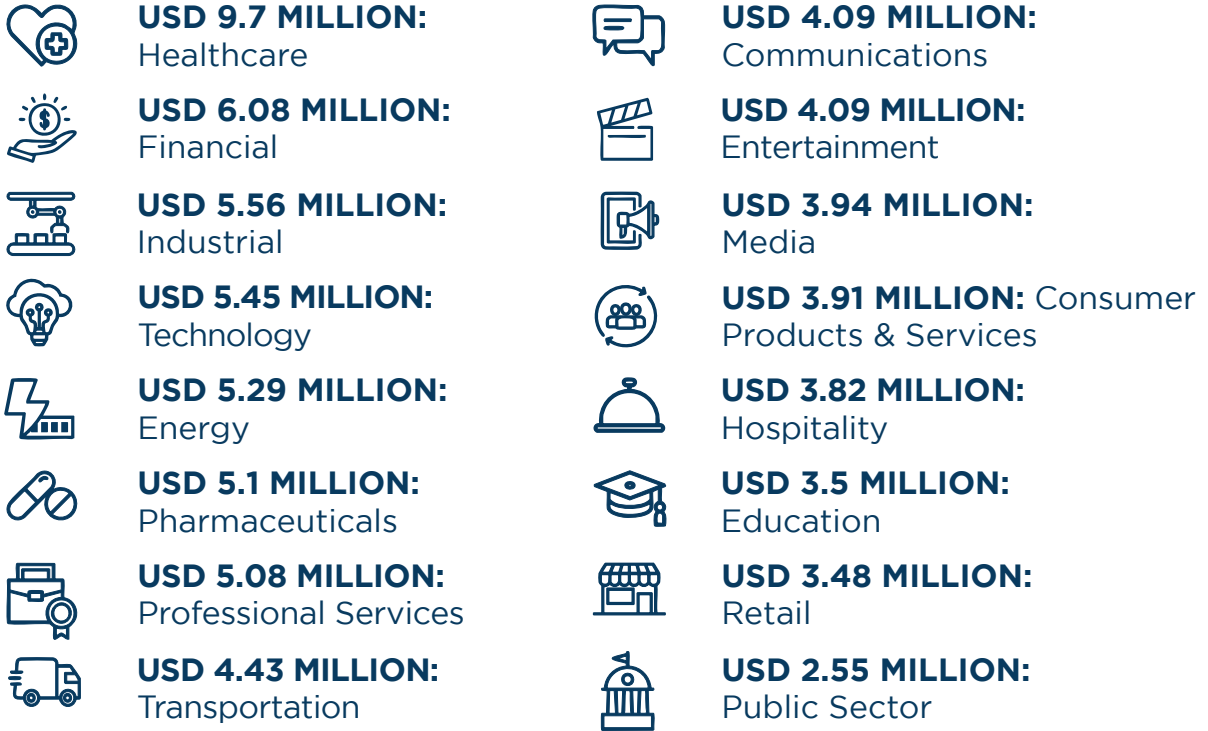 USD 9.7 MILLION:
Healthcare
USD 6.08 MILLION:
Financial
USD 5.56 MILLION:
Industrial
USD 5.45 MILLION:
Technology
USD 5.29 MILLION:
Energy
USD 5.1 MILLION:
Pharmaceuticals
USD 5.08 MILLION:
Professional Services
USD 4.43 MILLION:
Transportation
USD 4.09 MILLION:
Communications
USD 4.09 MILLION:
Entertainment
USD 3.94 MILLION:
Media
USD 3.91 MILLION: Consumer
Products & Services
USD 3.82 MILLION:
Hospitality
USD 3.5 MILLION:
Education
USD 3.48 MILLION:
Retail
USD 2.55 MILLION:
Public Sector